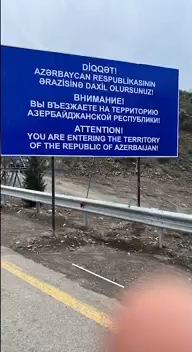 DİQQƏT!
AZƏRBAYCAN RESPUBLİKASININ
ƏRAZİSİNƏ DAXİL OLURSUNUZ!
ВНИМАНИЕ!
ВЫ ВЪЕЗЖАЕТЕ НА ТЕРРИТОРИЮ
АЗЕРБАЙДЖАНСКОЙ РЕСПУБЛИКИ!
ATTENTION!
YOU ARE ENTERING THE TERRITORY
OF THE REPUBLIC OF AZERBAIJAN!